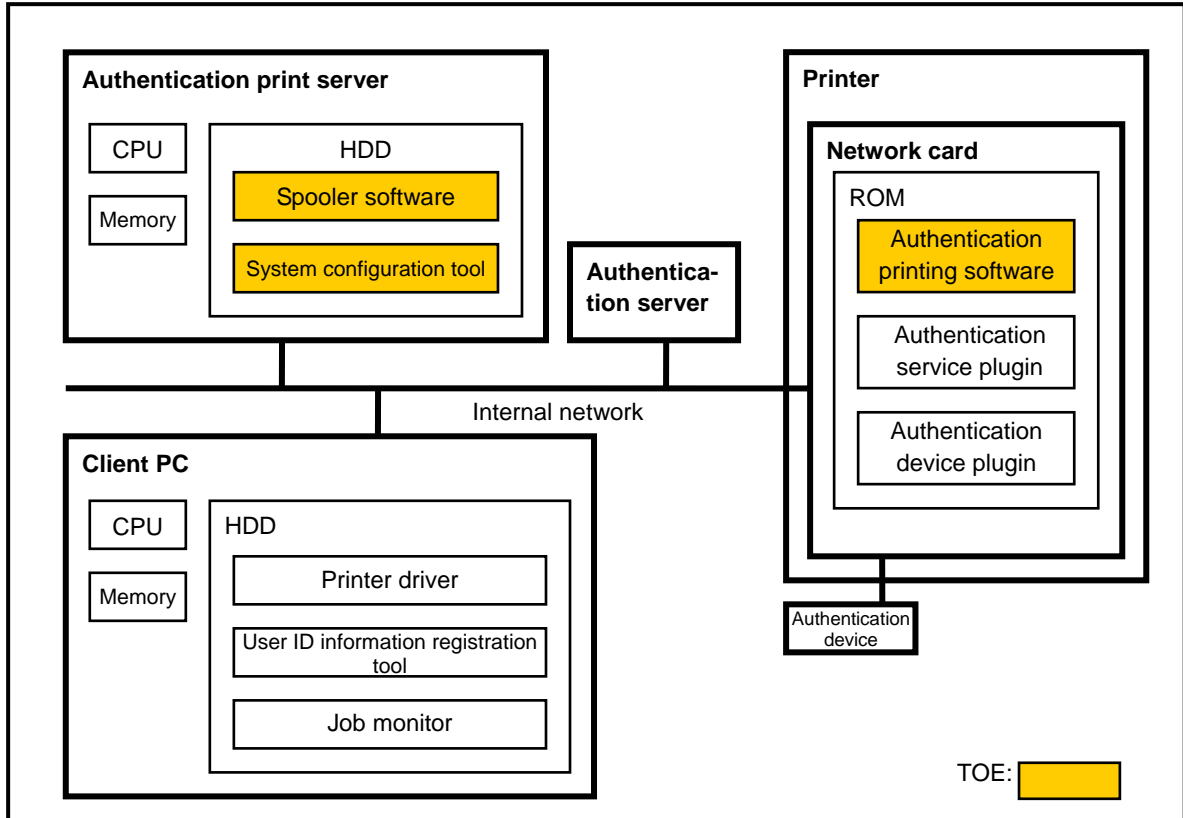 Authentication print server
CPU
Memory
HDD
Spooler software
System configuration tool
Authentica-
tion server
Printer
Network card
ROM
Authentication
printing software
Authentication
service plugin
Authentication
device plugin
Internal network
Authentication
device
Client PC
CPU
Memory
HDD
Printer driver
User ID information registration
tool
Job monitor
TOE: